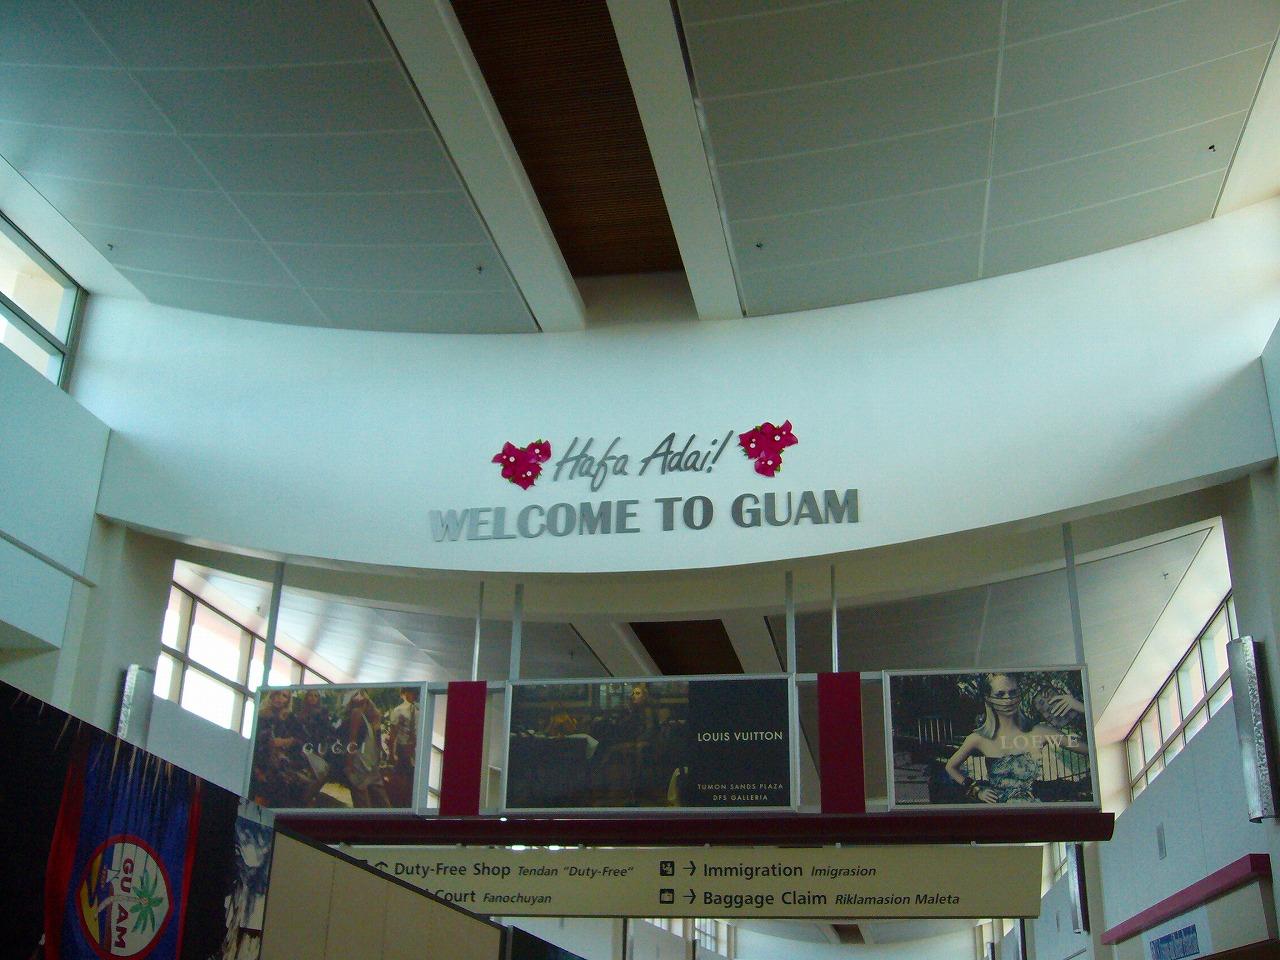 Hafa Adai!
WELCOME TO GUAM
GUCCI
LOUIS VUITTON
TUMON SANDS PLAZA
DFS GALLERIA
LOEWE
Duty-Free Shop Tendan “Duty-Free”
Court Fanochuyan
Immigration Imigrasion
Baggage Claim Riklamasion Maleta
GUAM